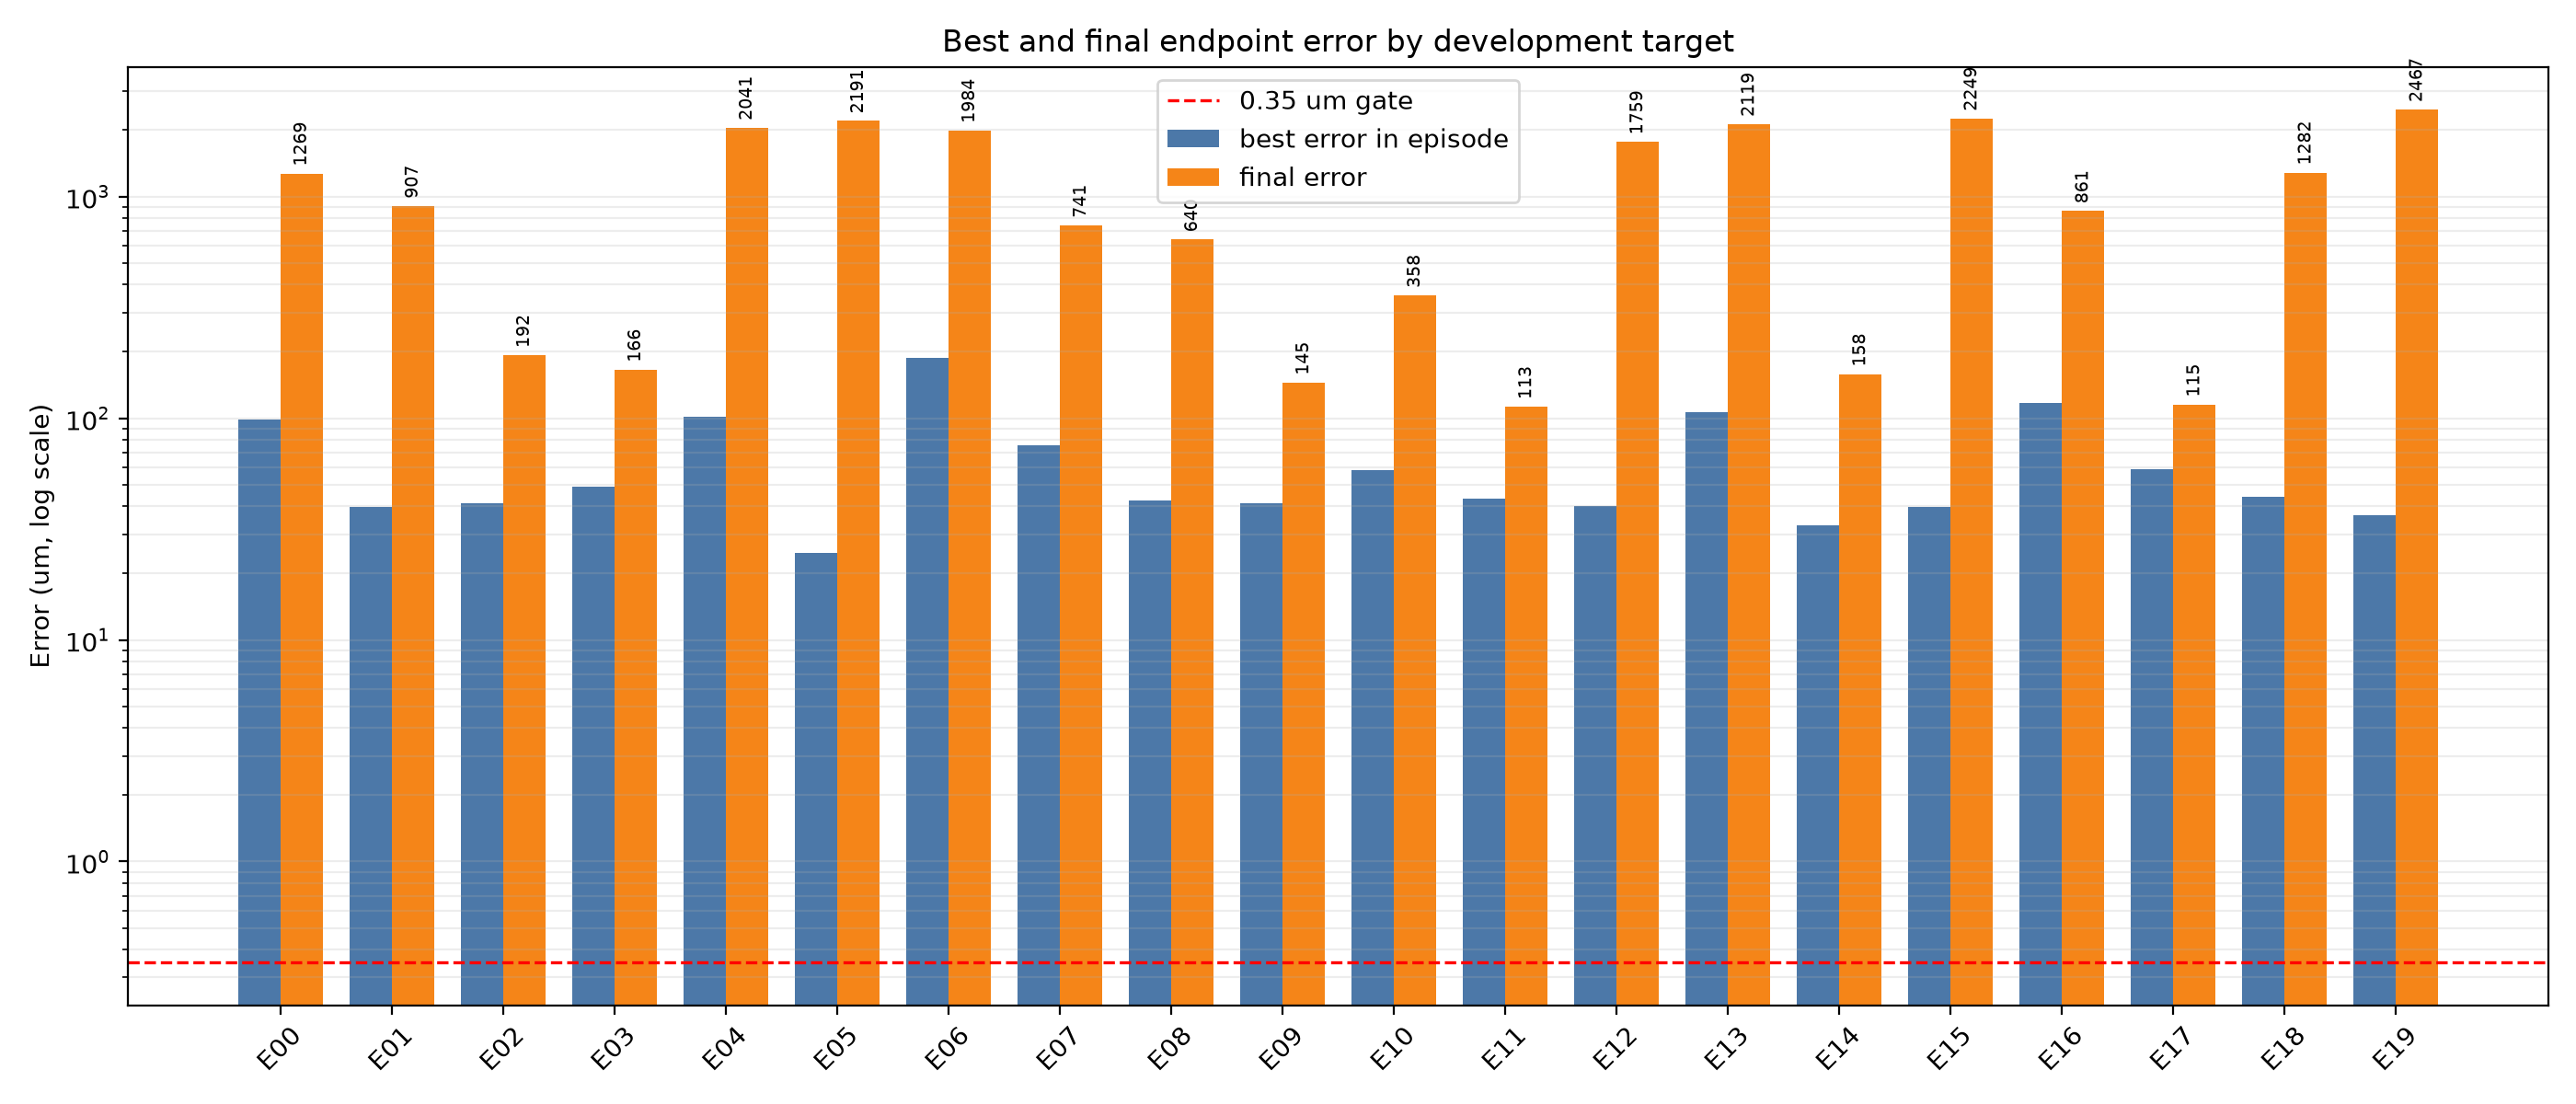 Best and final endpoint error by development target
0.35 um gate
best error in episode
final error
Error (um, log scale)
10³
10²
10¹
10⁰
1269
907
192
166
2041
2191
1984
741
640
145
358
113
1759
2119
158
2249
861
115
1282
2467
E00
E01
E02
E03
E04
E05
E06
E07
E08
E09
E10
E11
E12
E13
E14
E15
E16
E17
E18
E19